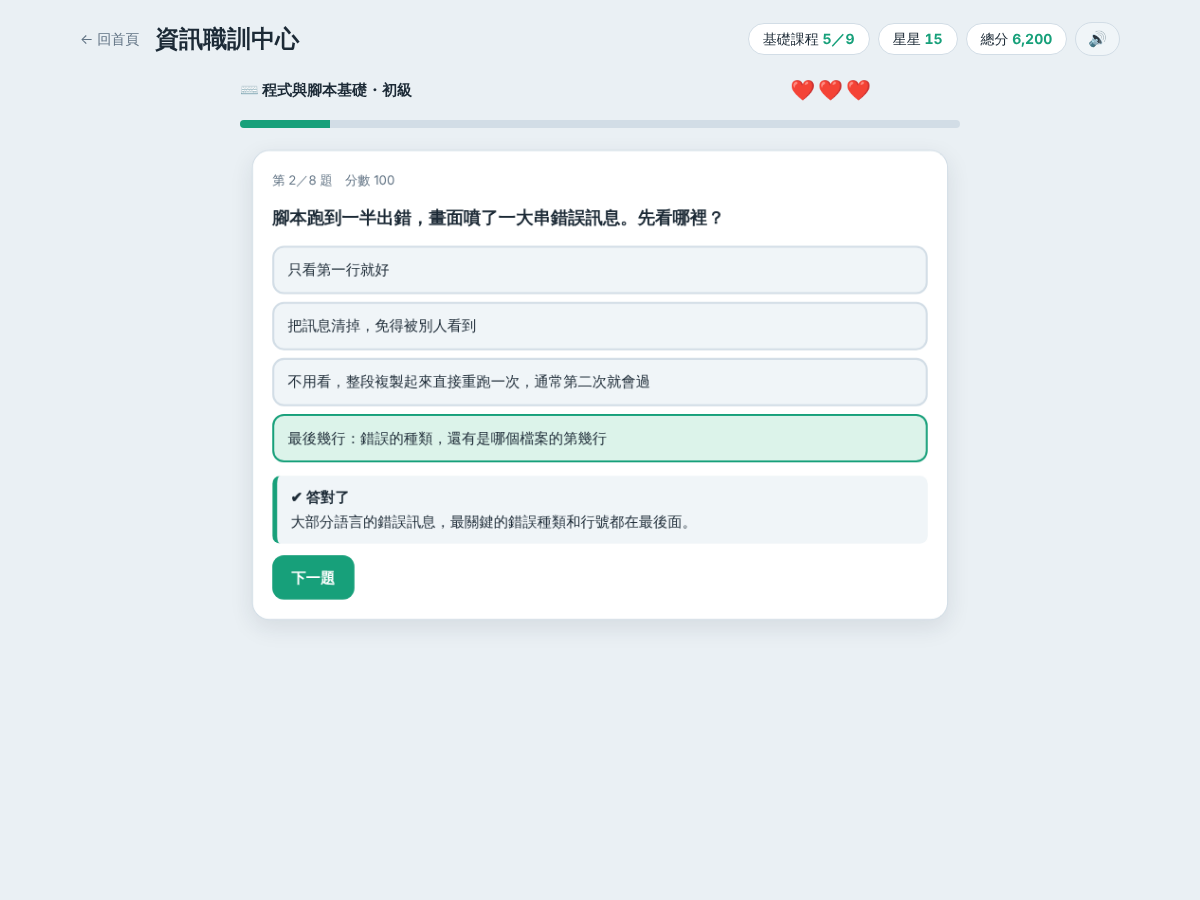 ← 回首頁 資訊職訓中心 基礎課程 5／9 星星 15 總分 6,200
程式與腳本基礎・初級
第 2／8 題 分數 100
腳本跑到一半出錯，畫面噴了一大串錯誤訊息。先看哪裡？
只看第一行就好
把訊息清掉，免得被別人看到
不用看，整段複製起來直接重跑一次，通常第二次就會過
最後幾行：錯誤的種類，還有是哪個檔案的第幾行
✔ 答對了
大部分語言的錯誤訊息，最關鍵的錯誤種類和行號都在最後面。
下一題